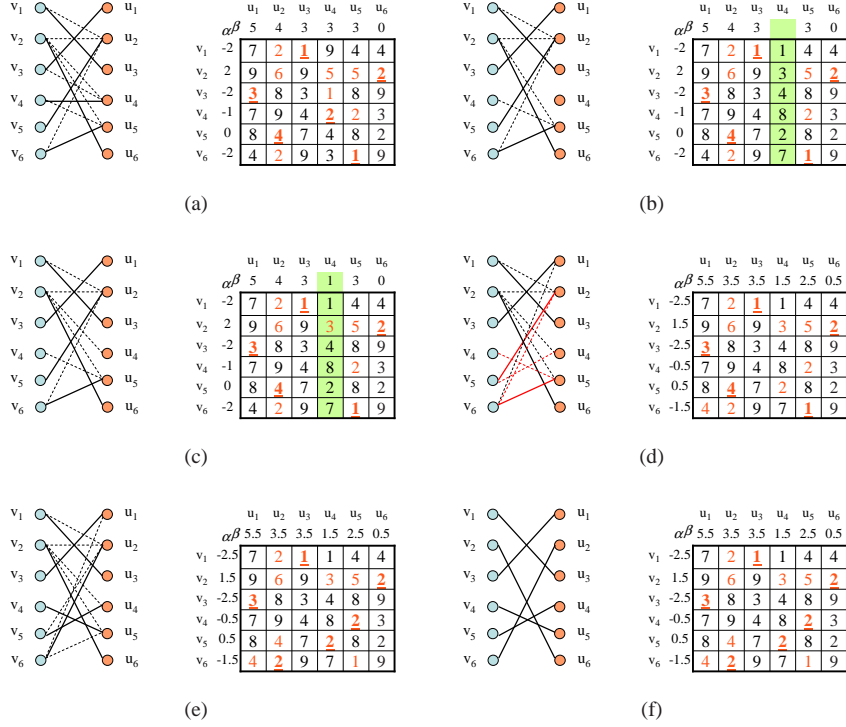 v1 u1
v2 u2
v3 u3
v4 u4
v5 u5
v6 u6
u1 u2 u3 u4 u5 u6
αβ 5 4 3 3 3 0
v1 -2 7 2 1 9 4 4
v2 2 9 6 9 5 5 2
v3 -2 3 8 3 1 8 9
v4 -1 7 9 4 2 2 3
v5 0 8 4 7 4 8 2
v6 -2 4 2 9 3 1 9
(a)
v1 u1
v2 u2
v3 u3
v4 u4
v5 u5
v6 u6
u1 u2 u3 u4 u5 u6
αβ 5 4 3 3 0
v1 -2 7 2 1 1 4 4
v2 2 9 6 9 3 5 2
v3 -2 3 8 3 4 8 9
v4 -1 7 9 4 8 2 3
v5 0 8 4 7 2 8 2
v6 -2 4 2 9 7 1 9
(b)
v1 u1
v2 u2
v3 u3
v4 u4
v5 u5
v6 u6
u1 u2 u3 u4 u5 u6
αβ 5 4 3 1 3 0
v1 -2 7 2 1 1 4 4
v2 2 9 6 9 3 5 2
v3 -2 3 8 3 4 8 9
v4 -1 7 9 4 8 2 3
v5 0 8 4 7 2 8 2
v6 -2 4 2 9 7 1 9
(c)
v1 u1
v2 u2
v3 u3
v4 u4
v5 u5
v6 u6
u1 u2 u3 u4 u5 u6
αβ 5.5 3.5 3.5 1.5 2.5 0.5
v1 -2.5 7 2 1 1 4 4
v2 1.5 9 6 9 3 5 2
v3 -2.5 3 8 3 4 8 9
v4 -0.5 7 9 4 8 2 3
v5 0.5 8 4 7 2 8 2
v6 -1.5 4 2 9 7 1 9
(d)
v1 u1
v2 u2
v3 u3
v4 u4
v5 u5
v6 u6
u1 u2 u3 u4 u5 u6
αβ 5.5 3.5 3.5 1.5 2.5 0.5
v1 -2.5 7 2 1 1 4 4
v2 1.5 9 6 9 3 5 2
v3 -2.5 3 8 3 4 8 9
v4 -0.5 7 9 4 8 2 3
v5 0.5 8 4 7 2 8 2
v6 -1.5 4 2 9 7 1 9
(e)
v1 u1
v2 u2
v3 u3
v4 u4
v5 u5
v6 u6
u1 u2 u3 u4 u5 u6
αβ 5.5 3.5 3.5 1.5 2.5 0.5
v1 -2.5 7 2 1 1 4 4
v2 1.5 9 6 9 3 5 2
v3 -2.5 3 8 3 4 8 9
v4 -0.5 7 9 4 8 2 3
v5 0.5 8 4 7 2 8 2
v6 -1.5 4 2 9 7 1 9
(f)